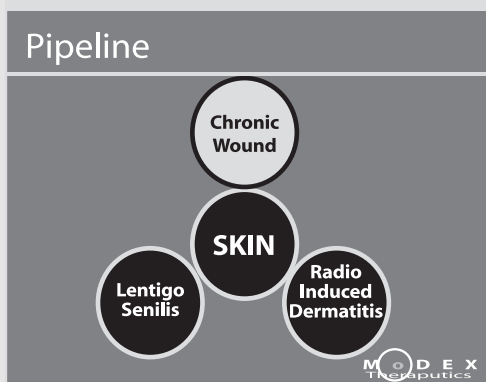 Pipeline
Chronic
Wound
SKIN
Lentigo
Senilis
Radio
Induced
Dermatitis
MODEX
Theraputics